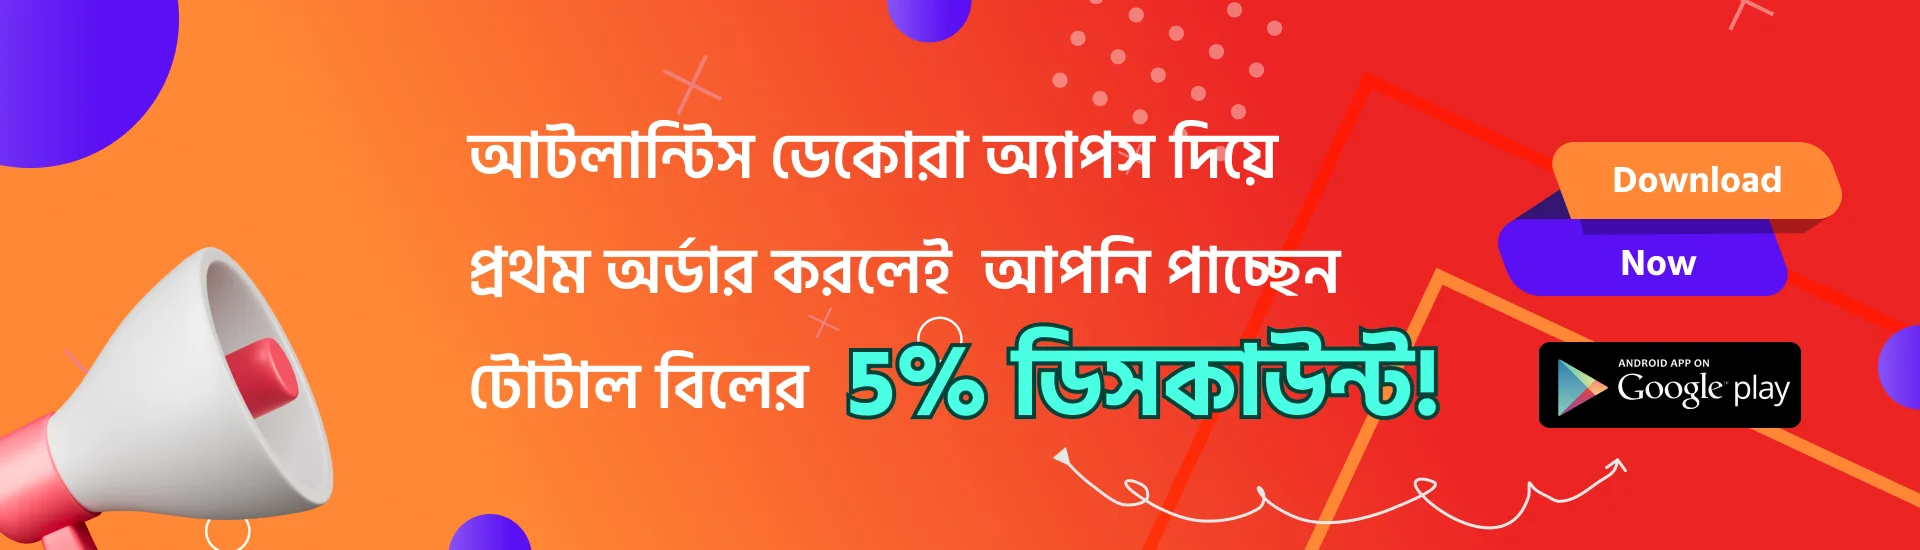 আটলান্টিস ডেকোরা অ্যাপস দিয়ে
প্রথম অর্ডার করলেই আপনি পাচ্ছেন
টোটাল বিলের 5% ডিসকাউন্ট!
Download
Now
ANDROID APP ON
Google play